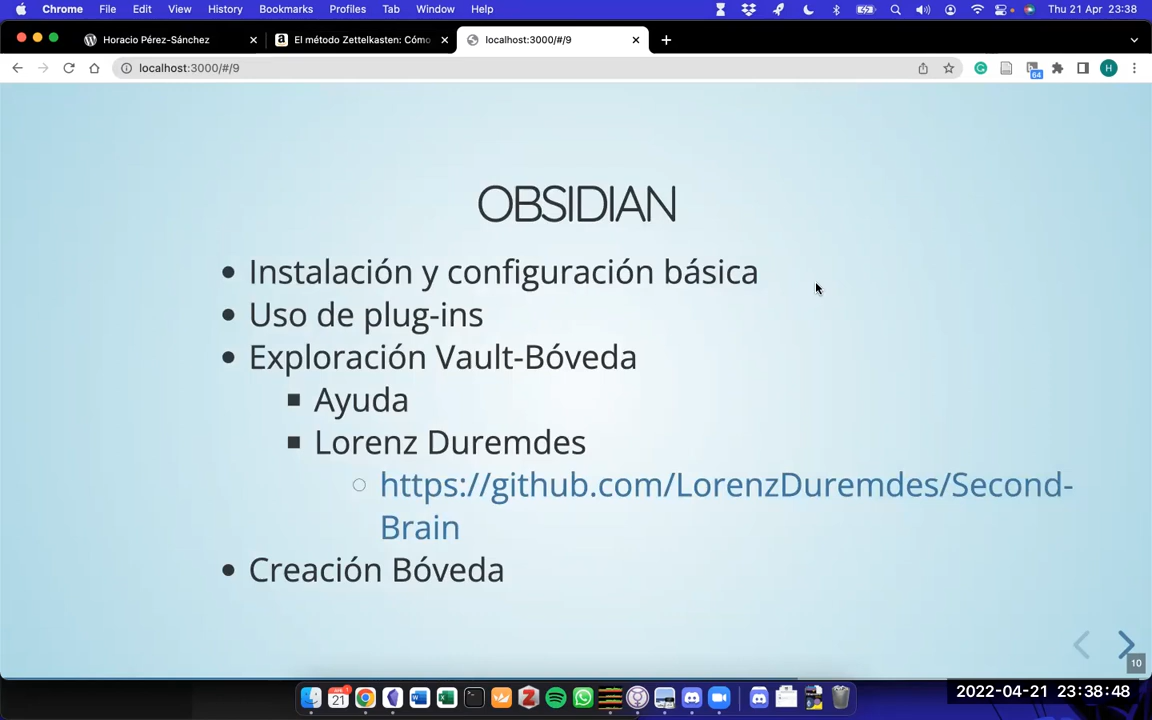 Chrome File Edit View History Bookmarks Profiles Tab Window Help Thu 21 Apr 23:38
Horacio Pérez-Sánchez
El método Zettelkasten: Cómo
localhost:3000/#/9
localhost:3000/#/9
64
H
OBSIDIAN
Instalación y configuración básica
Uso de plug-ins
Exploración Vault-Bóveda
Ayuda
Lorenz Duremdes
https://github.com/LorenzDuremdes/Second-
Brain
Creación Bóveda
10
21
2022-04-21 23:38:48